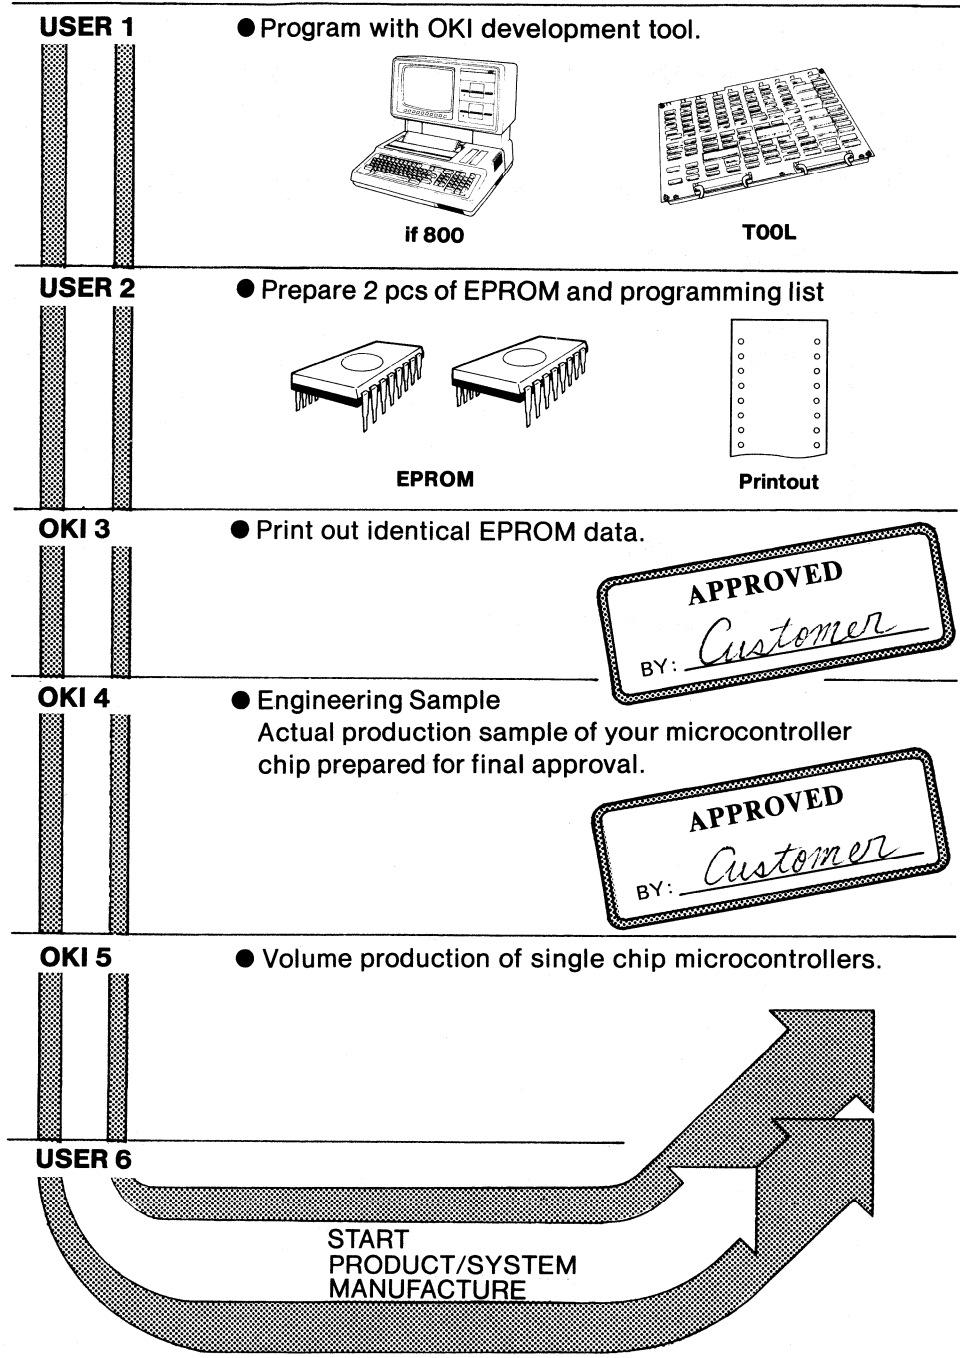 USER 1
● Program with OKI development tool.
if 800
TOOL
USER 2
● Prepare 2 pcs of EPROM and programming list
EPROM
Printout
OKI 3
● Print out identical EPROM data.
APPROVED
BY: Customer
OKI 4
● Engineering Sample
Actual production sample of your microcontroller
chip prepared for final approval.
APPROVED
BY: Customer
OKI 5
● Volume production of single chip microcontrollers.
USER 6
START
PRODUCT/SYSTEM
MANUFACTURE